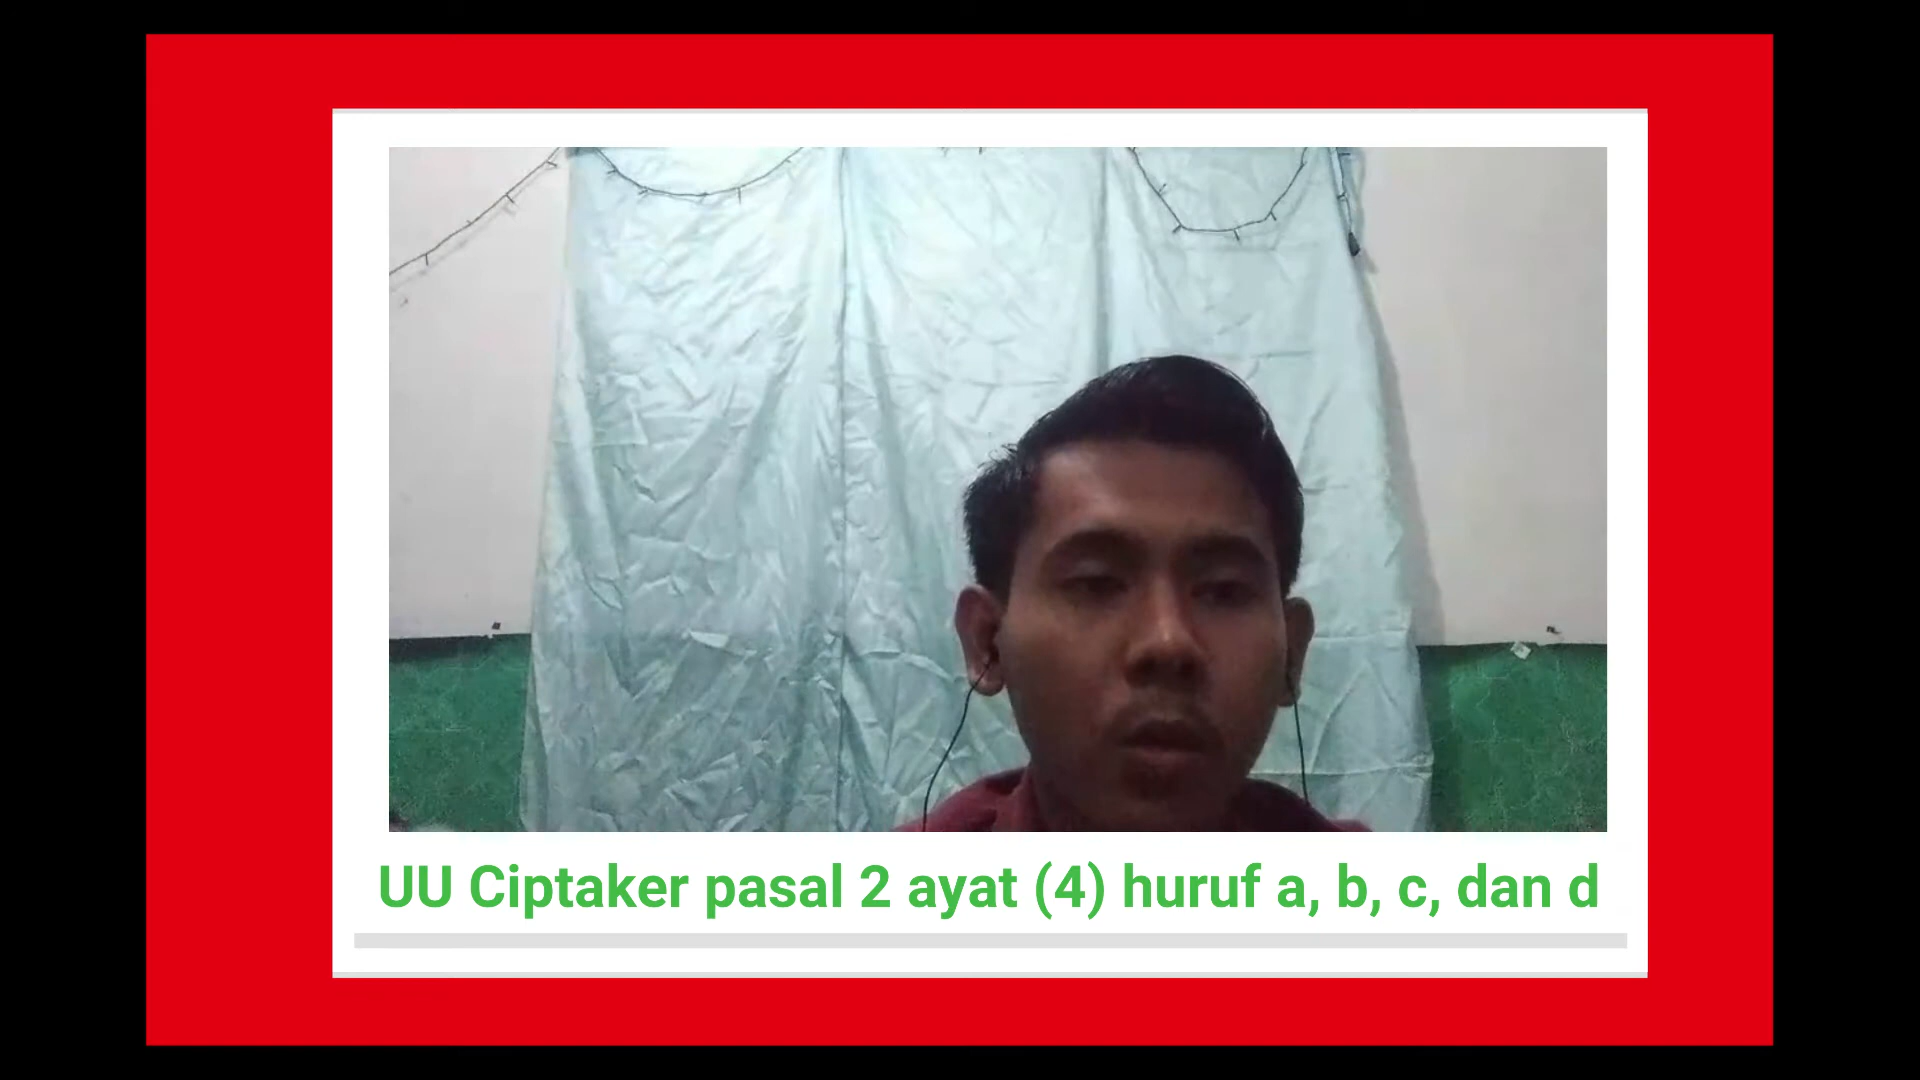 UU Ciptaker pasal 2 ayat (4) huruf a, b, c, dan d